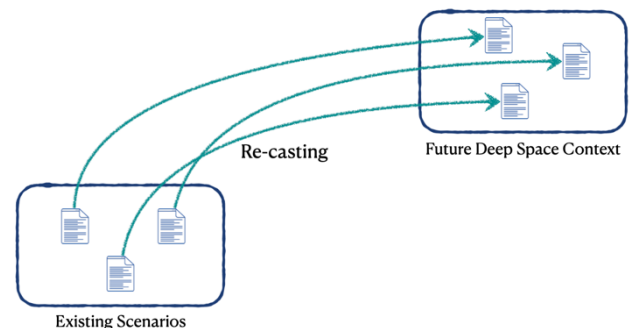 Future Deep Space Context
Re-casting
Existing Scenarios